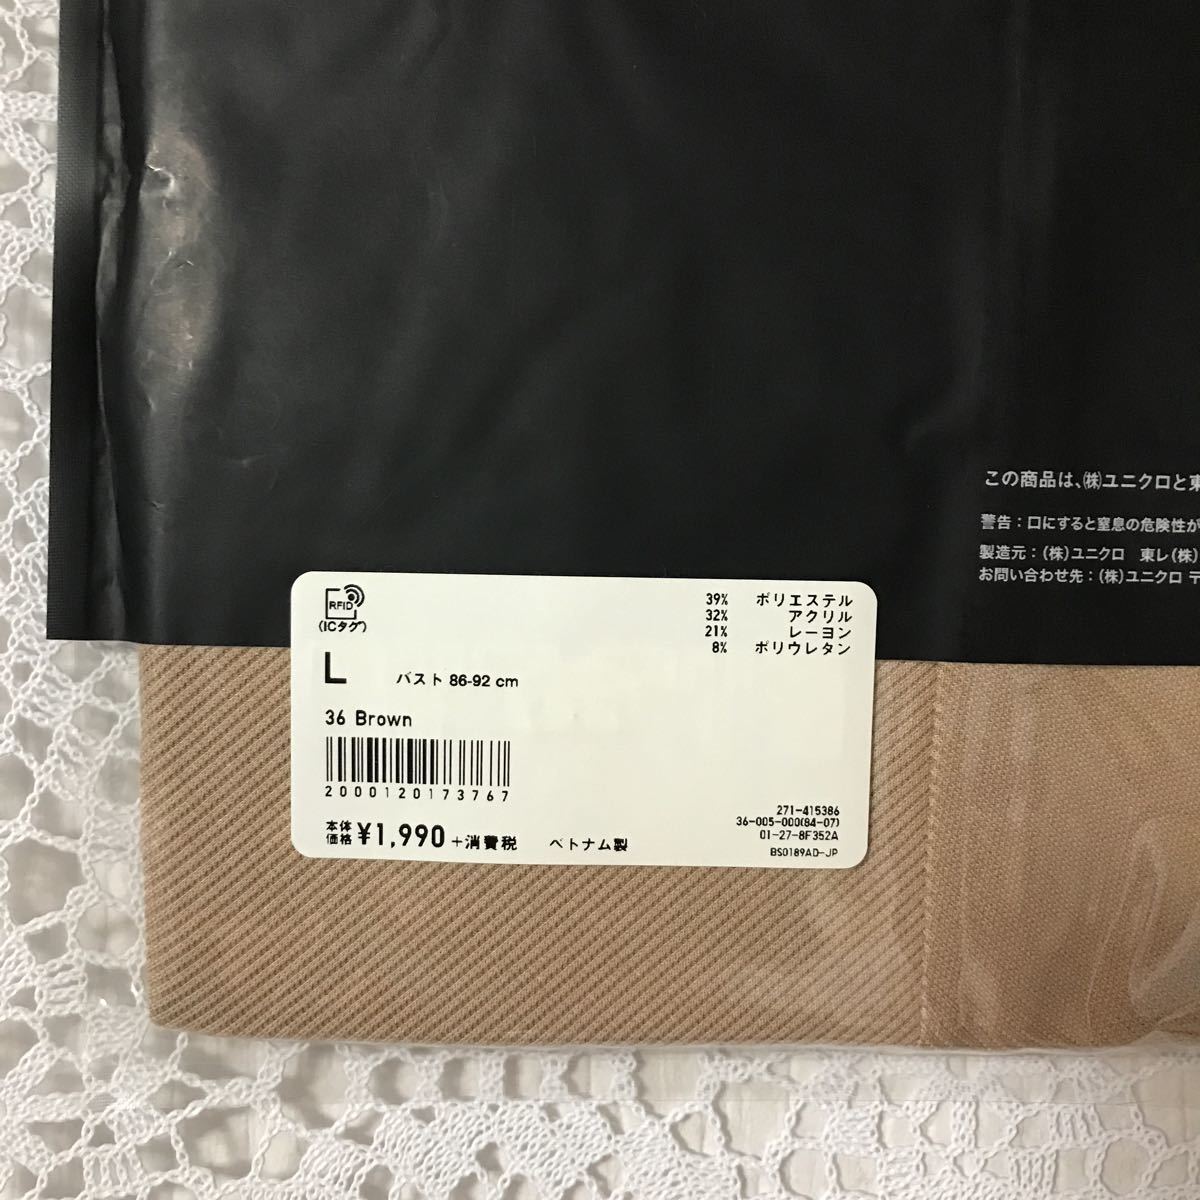 この商品は、㈱ユニクロと東
警告：口にすると窒息の危険性が
製造元：(株)ユニクロ　東レ(株)
お問い合わせ先：(株)ユニクロ 〒
RFID
(ICタグ)
39% ポリエステル
32% アクリル
21% レーヨン
8% ポリウレタン
L バスト 86-92 cm
36 Brown
2000120173767
本体価格 ¥1,990 +消費税 ベトナム製
271-415386
36-005-000(84-07)
01-27-8F352A
BS0189AD-JP